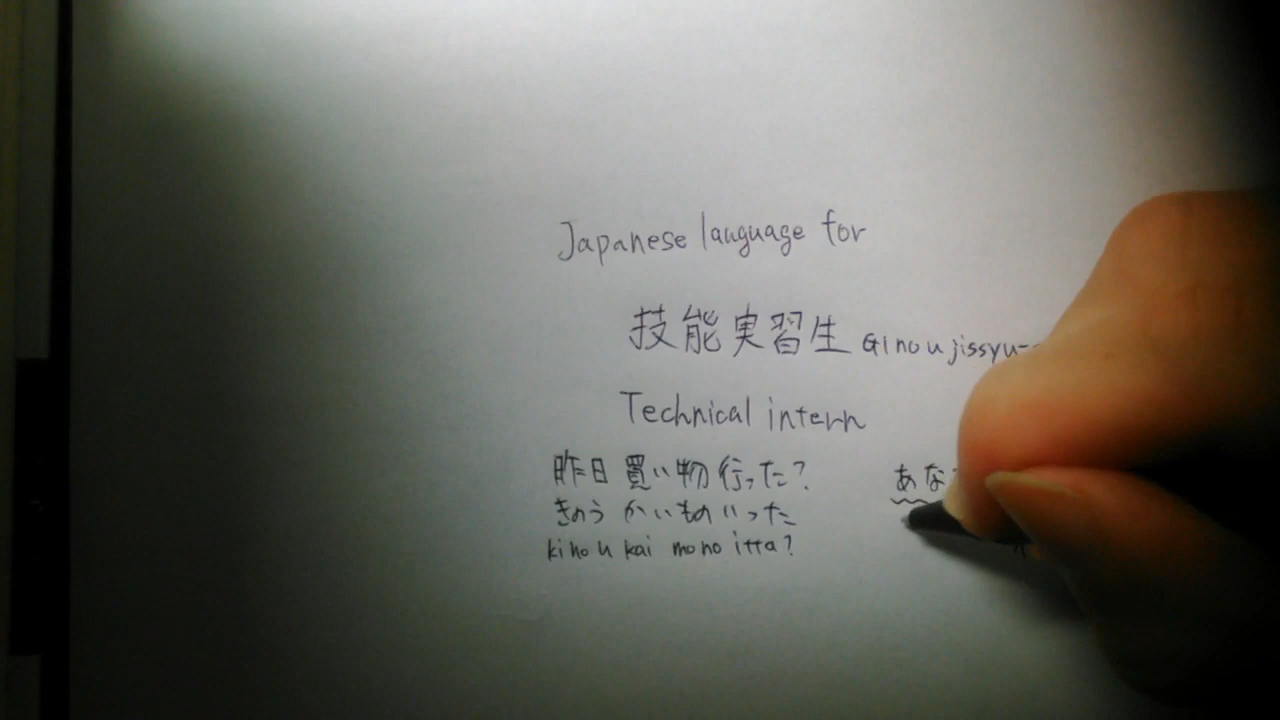 Japanese language for
技能実習生 Ginoujissyu-
Technical intern
昨日 買い物 行った? あな
きのう かいもの いった
kinou kai mono itta?